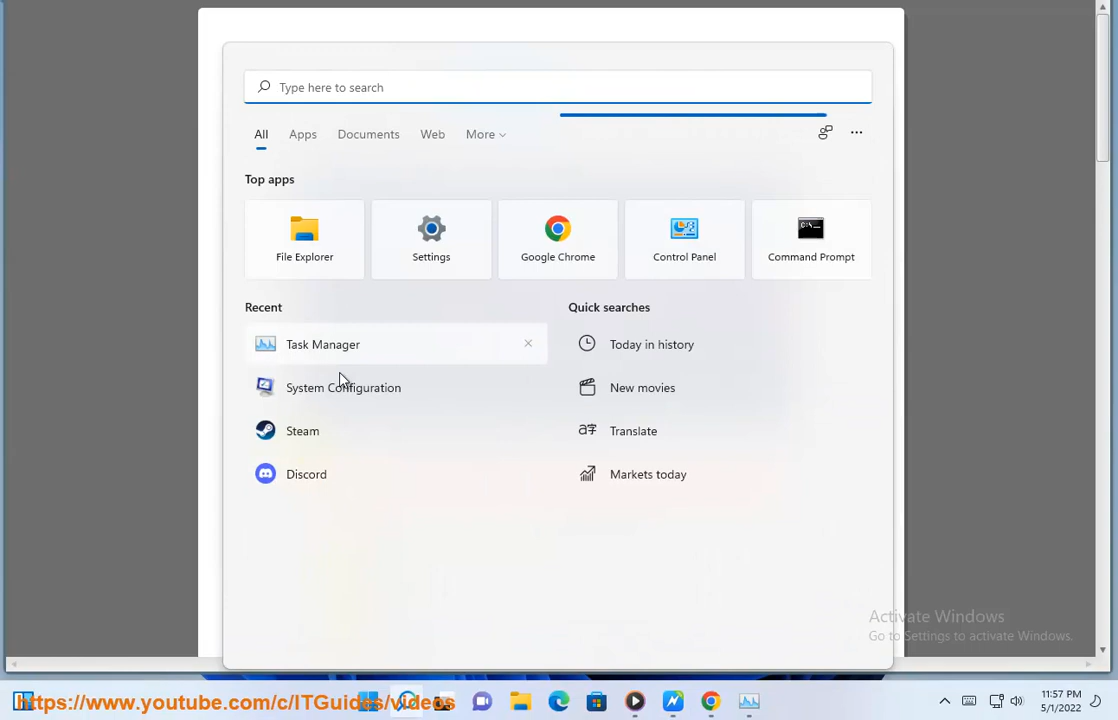 Type here to search
All Apps Documents Web More
Top apps
File Explorer Settings Google Chrome Control Panel Command Prompt
Recent Quick searches
Task Manager Today in history
System Configuration New movies
Steam Translate
Discord Markets today
Activate Windows
Go to Settings to activate Windows.
https://www.youtube.com/c/ITGuides/videos
11:57 PM
5/1/2022